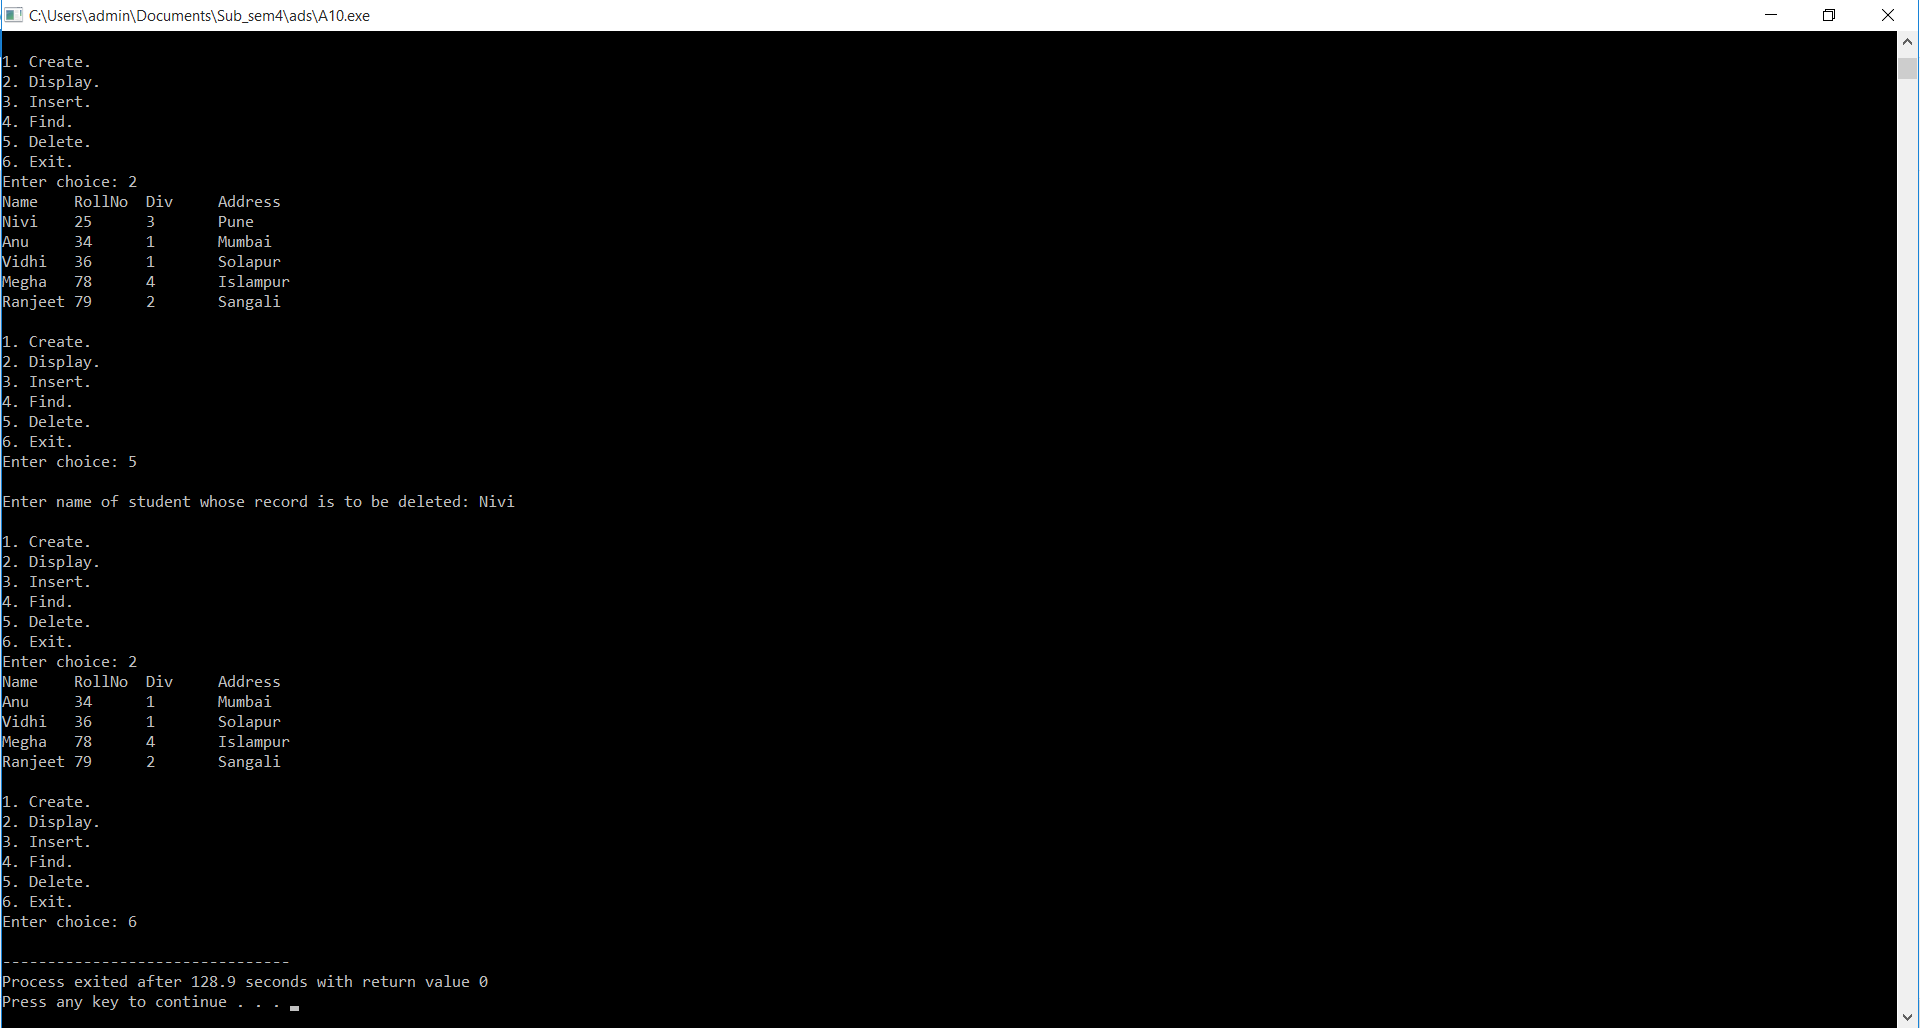 C:\Users\admin\Documents\Sub_sem4\ads\A10.exe
1. Create.
2. Display.
3. Insert.
4. Find.
5. Delete.
6. Exit.
Enter choice: 2
Name    RollNo  Div     Address
Nivi    25      3       Pune
Anu     34      1       Mumbai
Vidhi   36      1       Solapur
Megha   78      4       Islampur
Ranjeet 79      2       Sangali
1. Create.
2. Display.
3. Insert.
4. Find.
5. Delete.
6. Exit.
Enter choice: 5
Enter name of student whose record is to be deleted: Nivi
1. Create.
2. Display.
3. Insert.
4. Find.
5. Delete.
6. Exit.
Enter choice: 2
Name    RollNo  Div     Address
Anu     34      1       Mumbai
Vidhi   36      1       Solapur
Megha   78      4       Islampur
Ranjeet 79      2       Sangali
1. Create.
2. Display.
3. Insert.
4. Find.
5. Delete.
6. Exit.
Enter choice: 6
--------------------------------
Process exited after 128.9 seconds with return value 0
Press any key to continue . . .